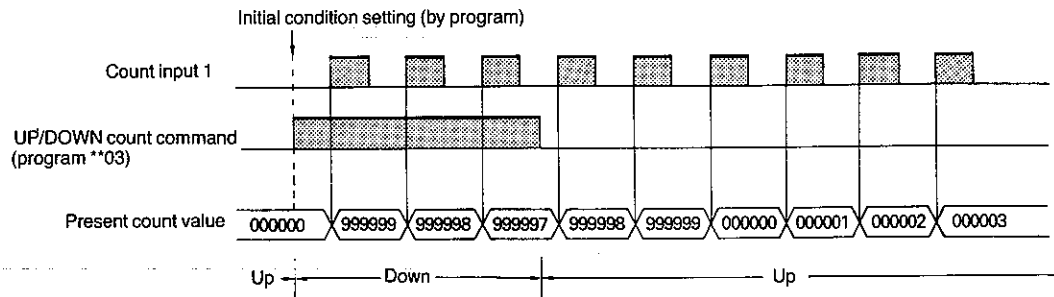 Initial condition setting (by program)
Count input 1
UP/DOWN count command
(program **03)
Present count value
000000 999999 999998 999997 999998 999999 000000 000001 000002 000003
Up Down Up